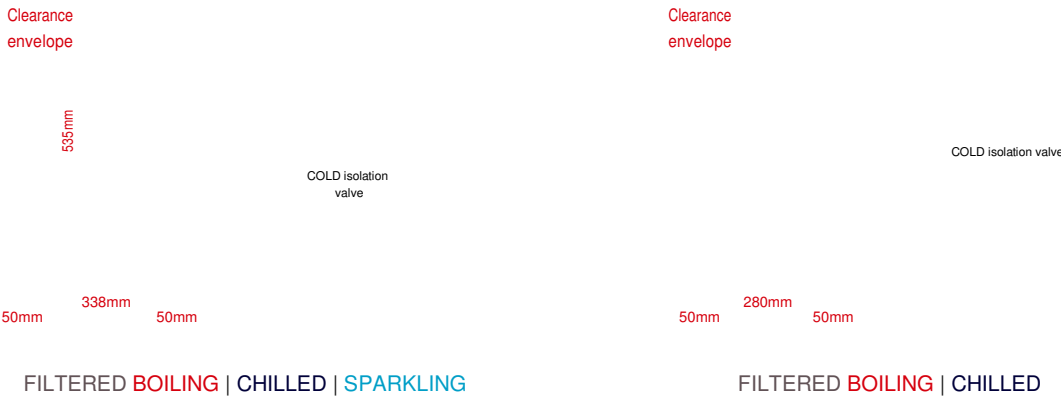 Clearance
envelope
535mm
COLD isolation
valve
338mm
50mm
50mm
FILTERED BOILING | CHILLED | SPARKLING
Clearance
envelope
COLD isolation valve
280mm
50mm
50mm
FILTERED BOILING | CHILLED